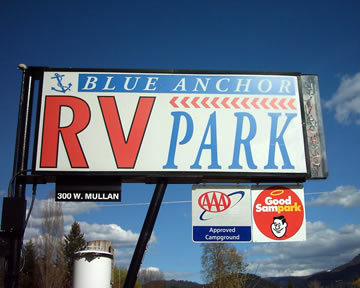 BLUE ANCHOR
RV PARK
300 W. MULLAN
AAA
Approved
Campground
Good
Sampark